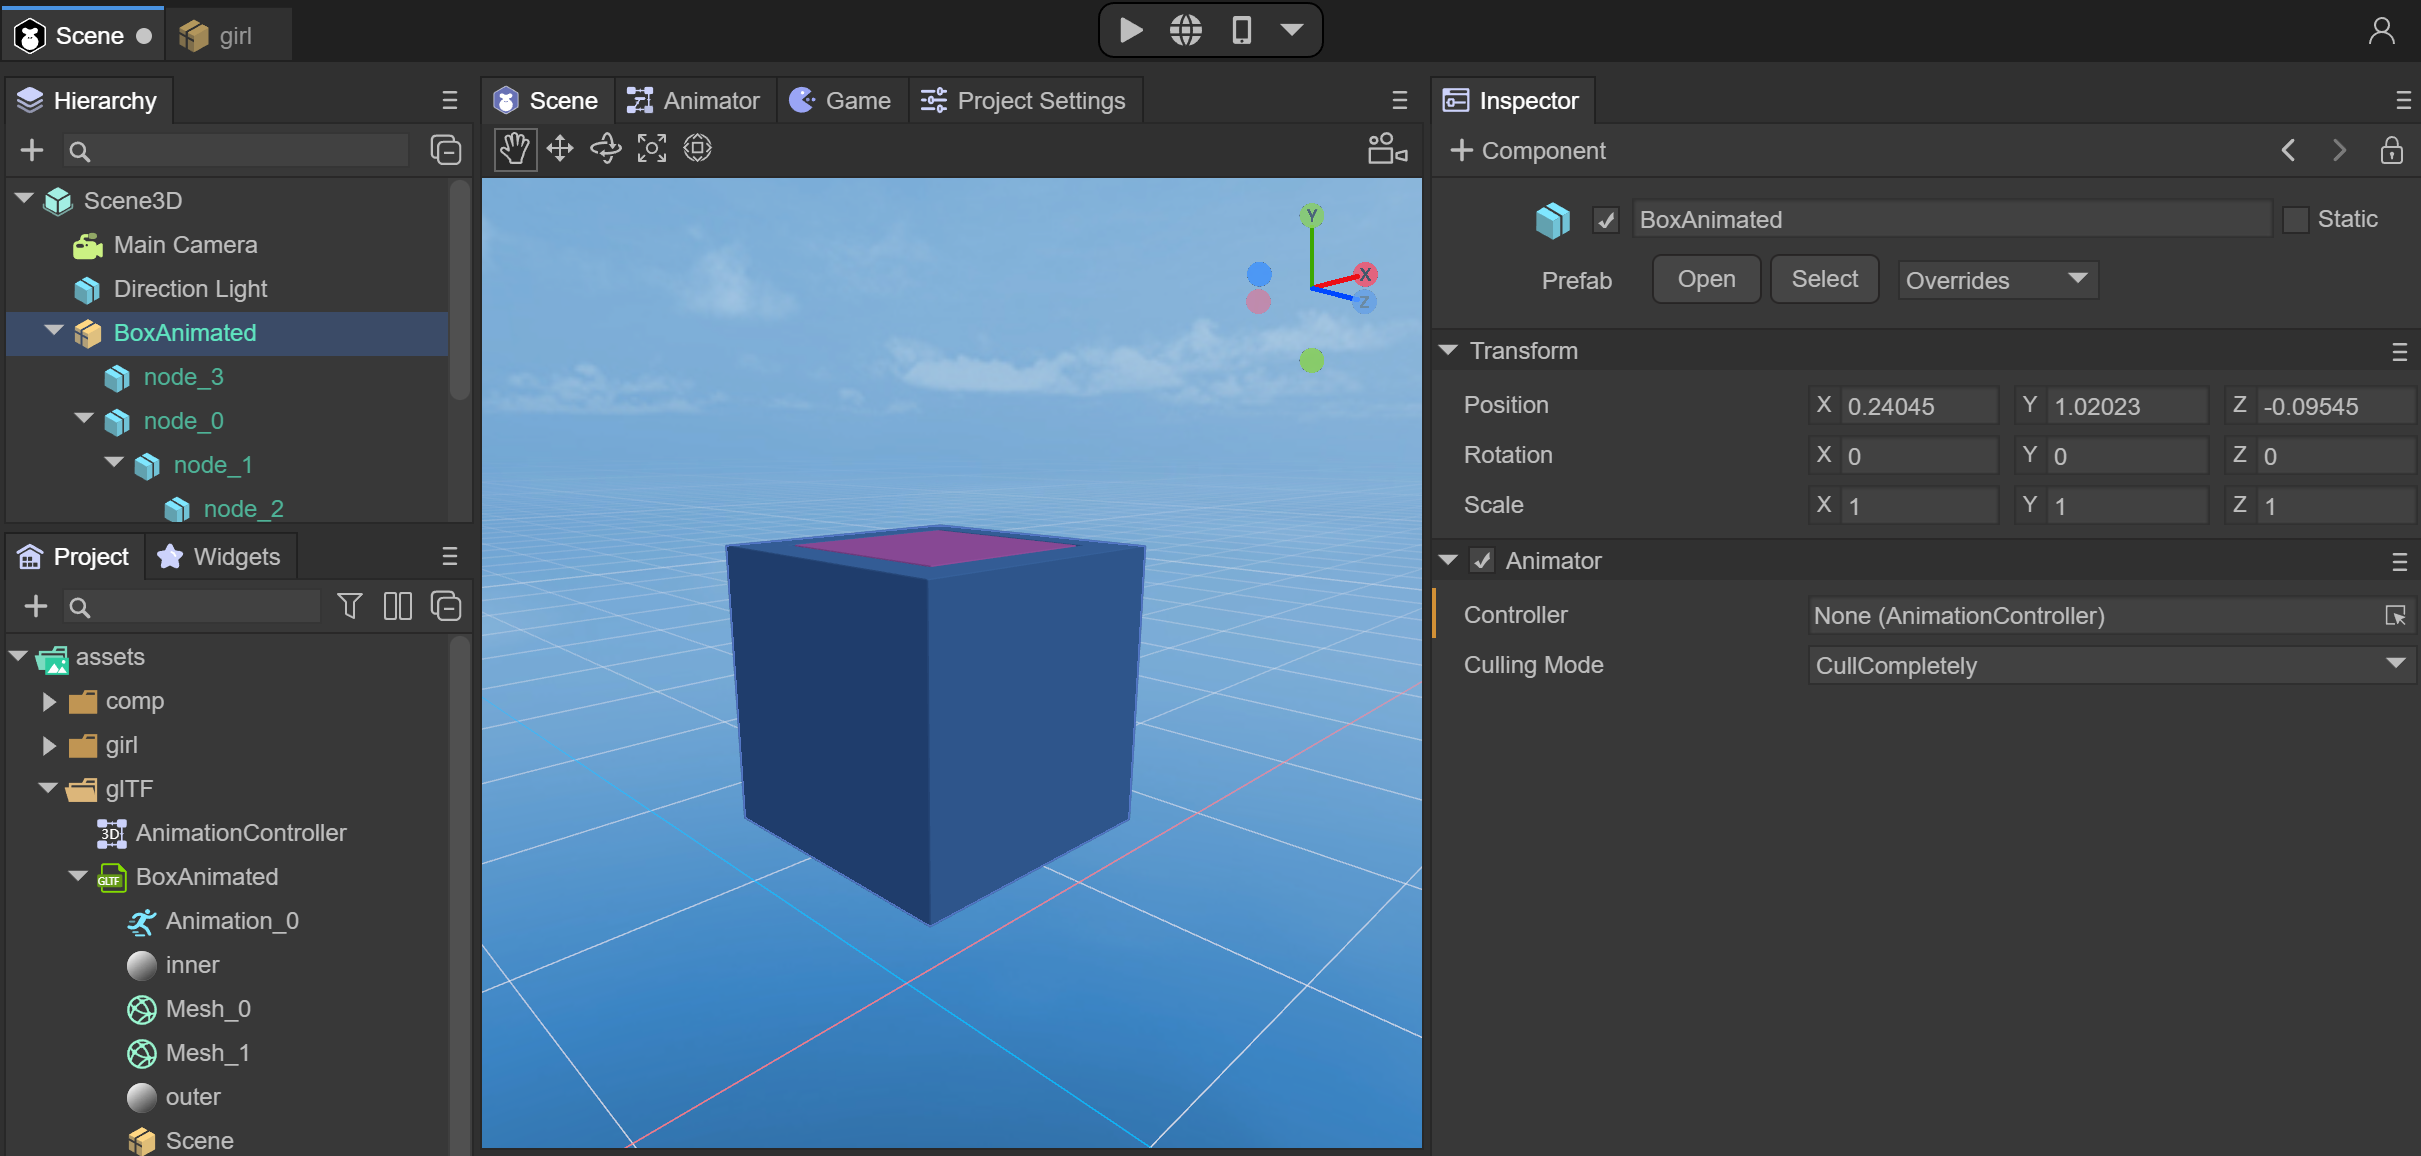 Scene
girl
Hierarchy
Scene3D
Main Camera
Direction Light
BoxAnimated
node_3
node_0
node_1
node_2
Project
Widgets
assets
comp
girl
glTF
3D AnimationController
GLTF BoxAnimated
Animation_0
inner
Mesh_0
Mesh_1
outer
Scene
Scene
Animator
Game
Project Settings
Y
X
Z
Inspector
Component
BoxAnimated
Static
Prefab
Open
Select
Overrides
Transform
Position X 0.24045 Y 1.02023 Z -0.09545
Rotation X 0 Y 0 Z 0
Scale X 1 Y 1 Z 1
Animator
Controller None (AnimationController)
Culling Mode CullCompletely